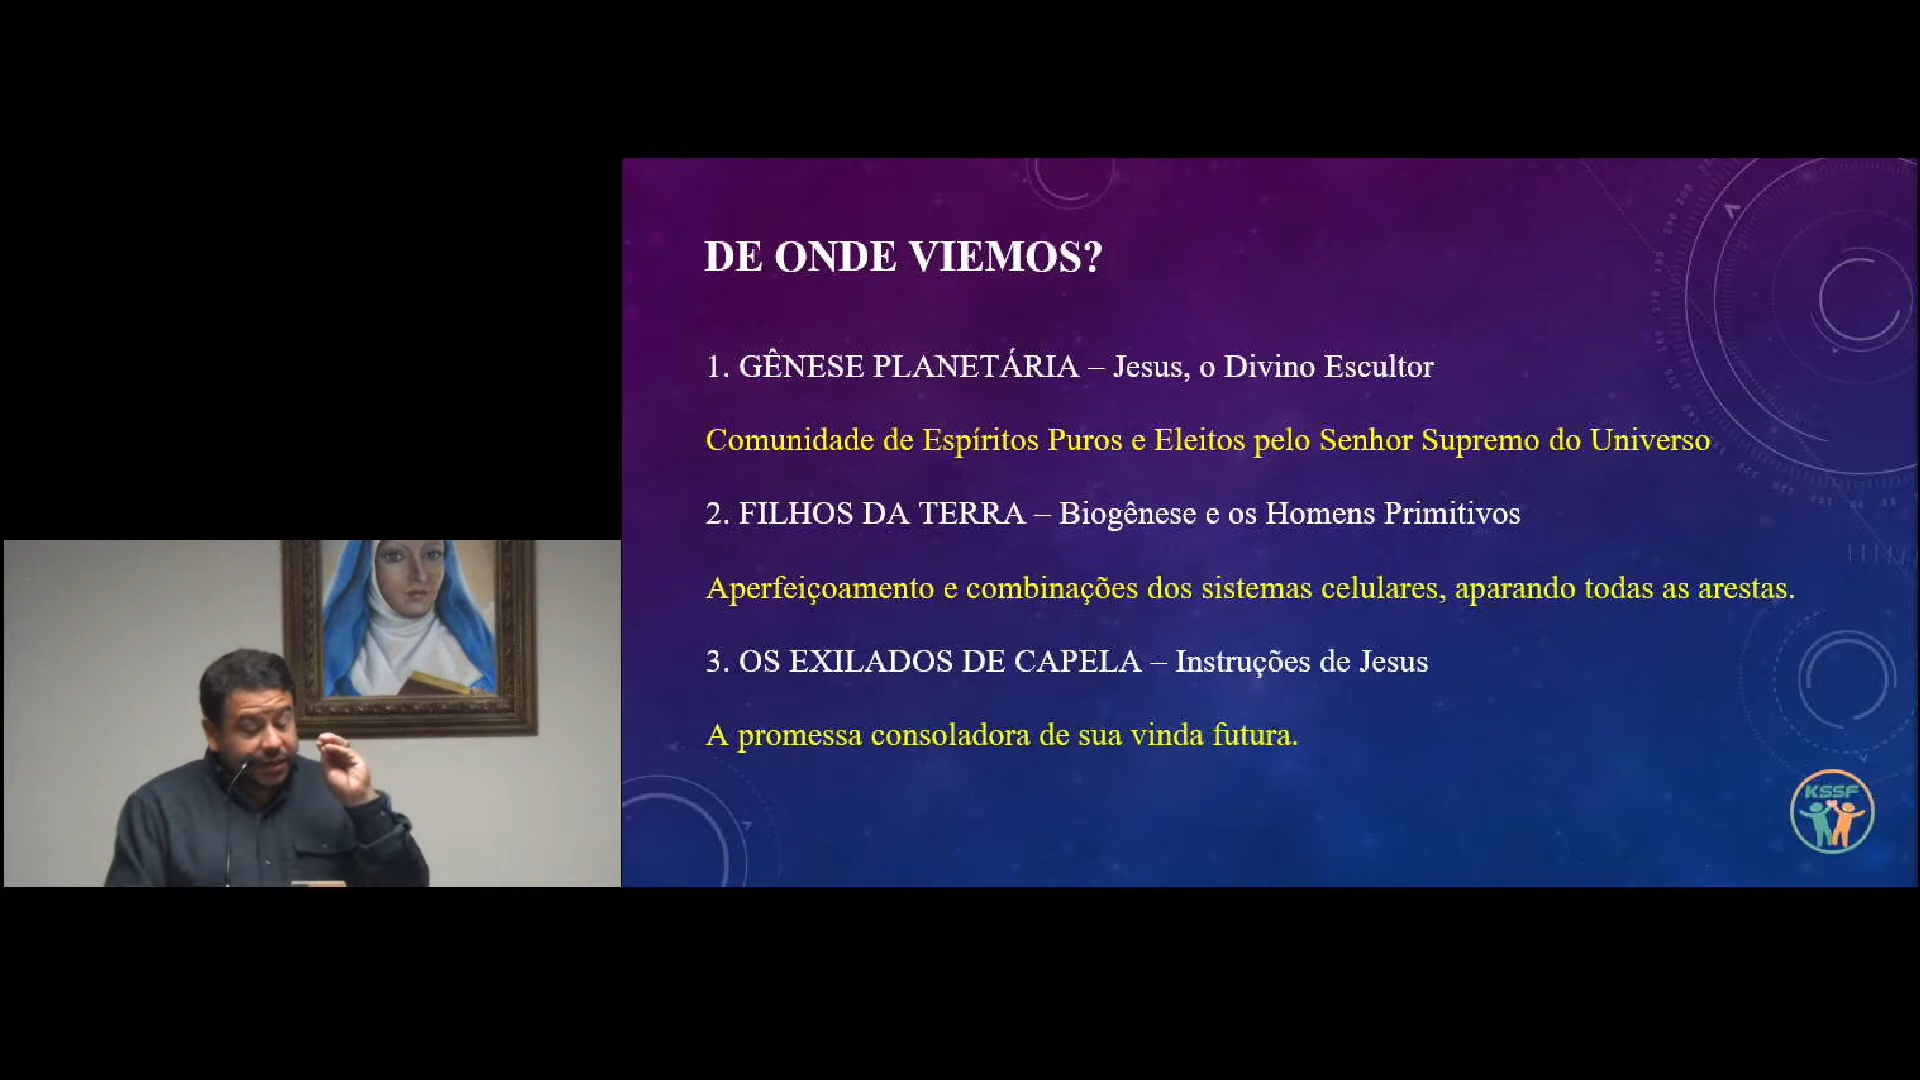 DE ONDE VIEMOS?
1. GÊNESE PLANETÁRIA – Jesus, o Divino Escultor
Comunidade de Espíritos Puros e Eleitos pelo Senhor Supremo do Universo
2. FILHOS DA TERRA – Biogênese e os Homens Primitivos
Aperfeiçoamento e combinações dos sistemas celulares, aparando todas as arestas.
3. OS EXILADOS DE CAPELA – Instruções de Jesus
A promessa consoladora de sua vinda futura.
KSSF